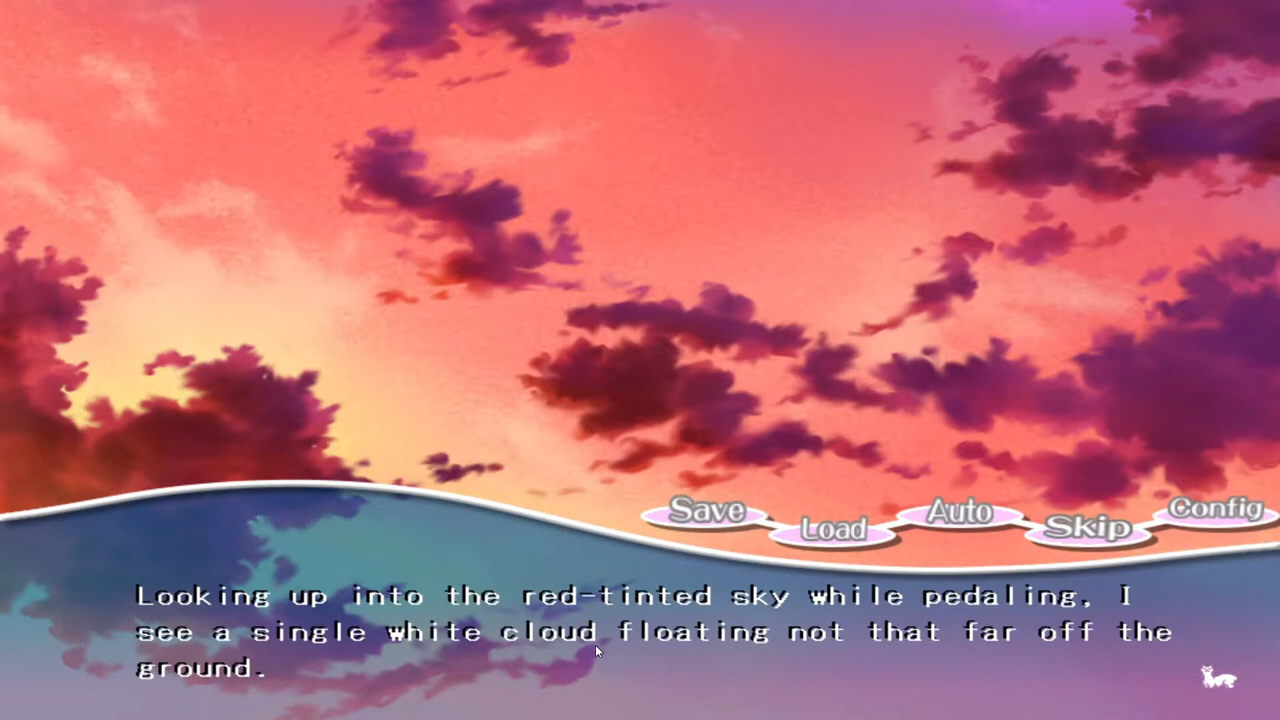 Save
Load
Auto
Skip
Config
Looking up into the red-tinted sky while pedaling, I
see a single white cloud floating not that far off the
ground.